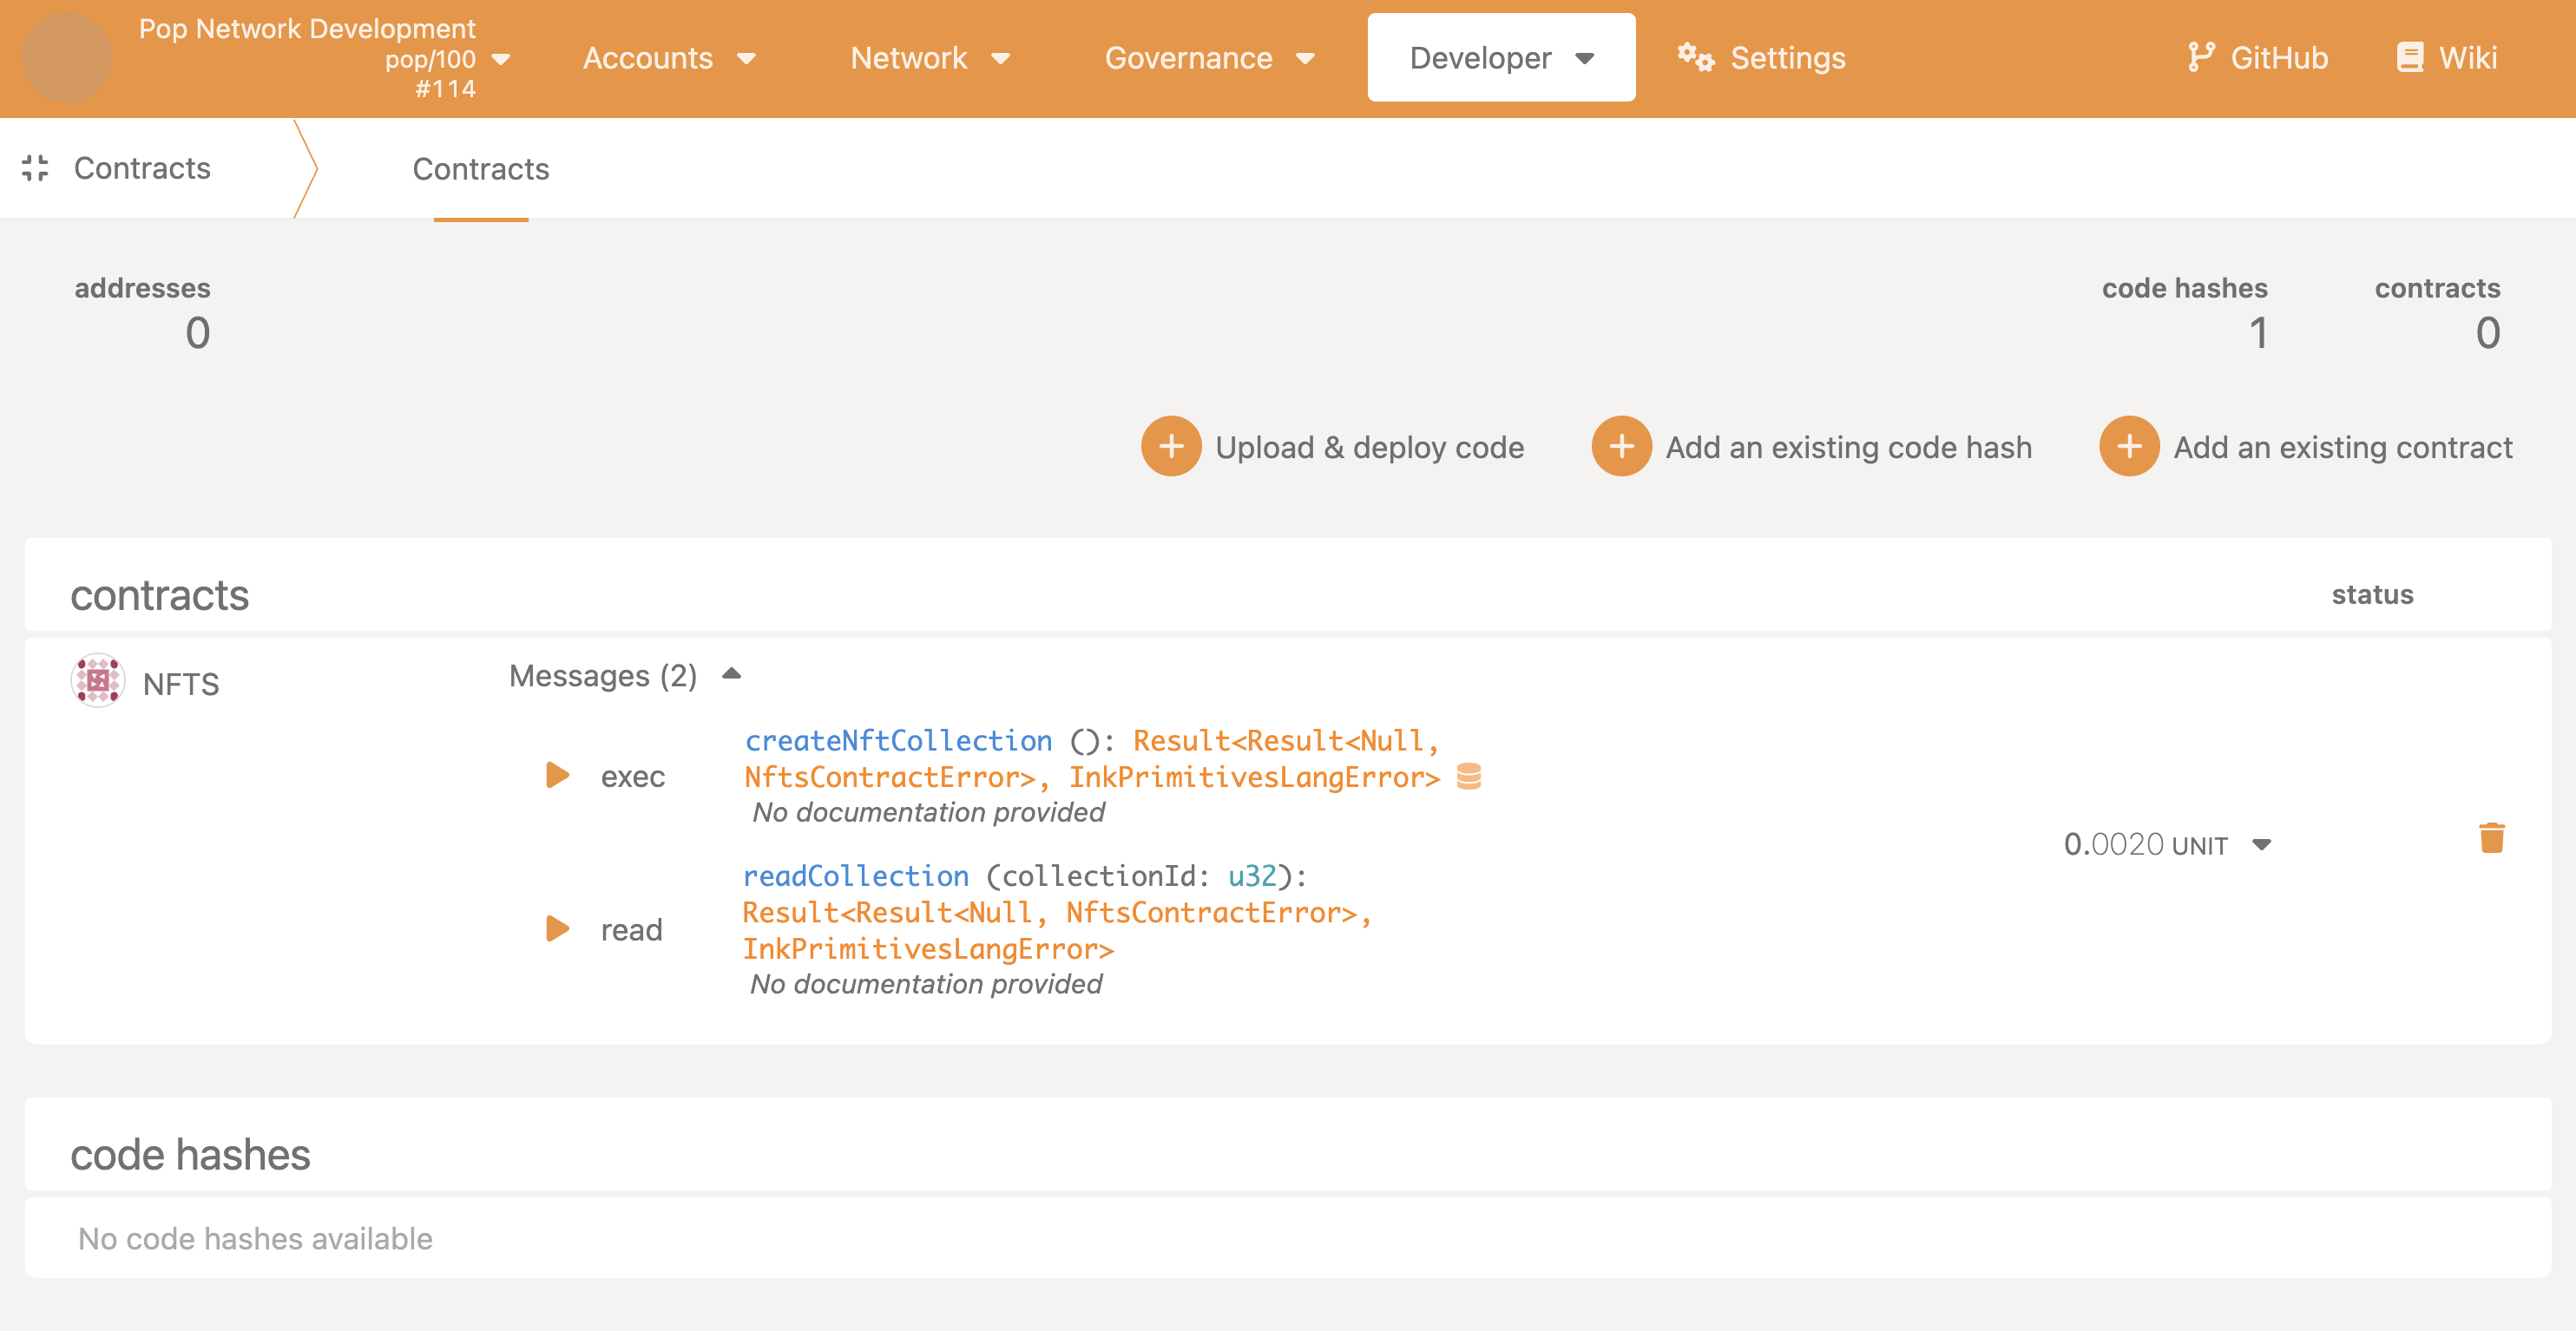 Pop Network Development
pop/100
#114
Accounts
Network
Governance
Developer
Settings
GitHub
Wiki
Contracts
Contracts
addresses
0
code hashes
1
contracts
0
Upload & deploy code
Add an existing code hash
Add an existing contract
contracts
status
NFTS
Messages (2)
exec
createNftCollection (): Result<Result<Null,
NftsContractError>, InkPrimitivesLangError>
No documentation provided
read
readCollection (collectionId: u32):
Result<Result<Null, NftsContractError>,
InkPrimitivesLangError>
No documentation provided
0.0020 UNIT
code hashes
No code hashes available